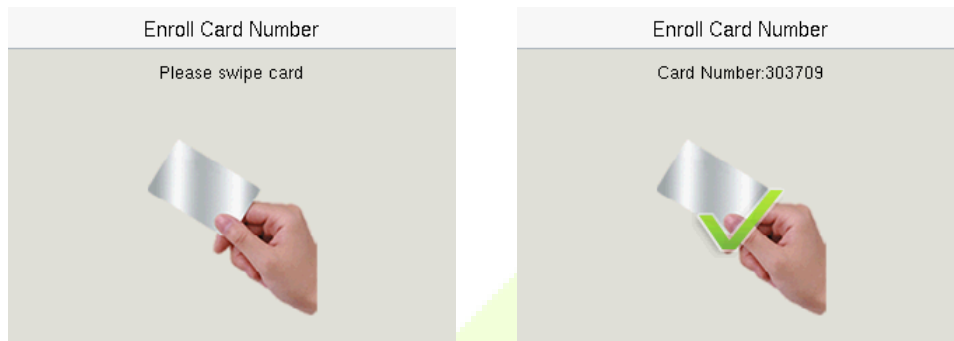 Enroll Card Number
Please swipe card
Enroll Card Number
Card Number:303709